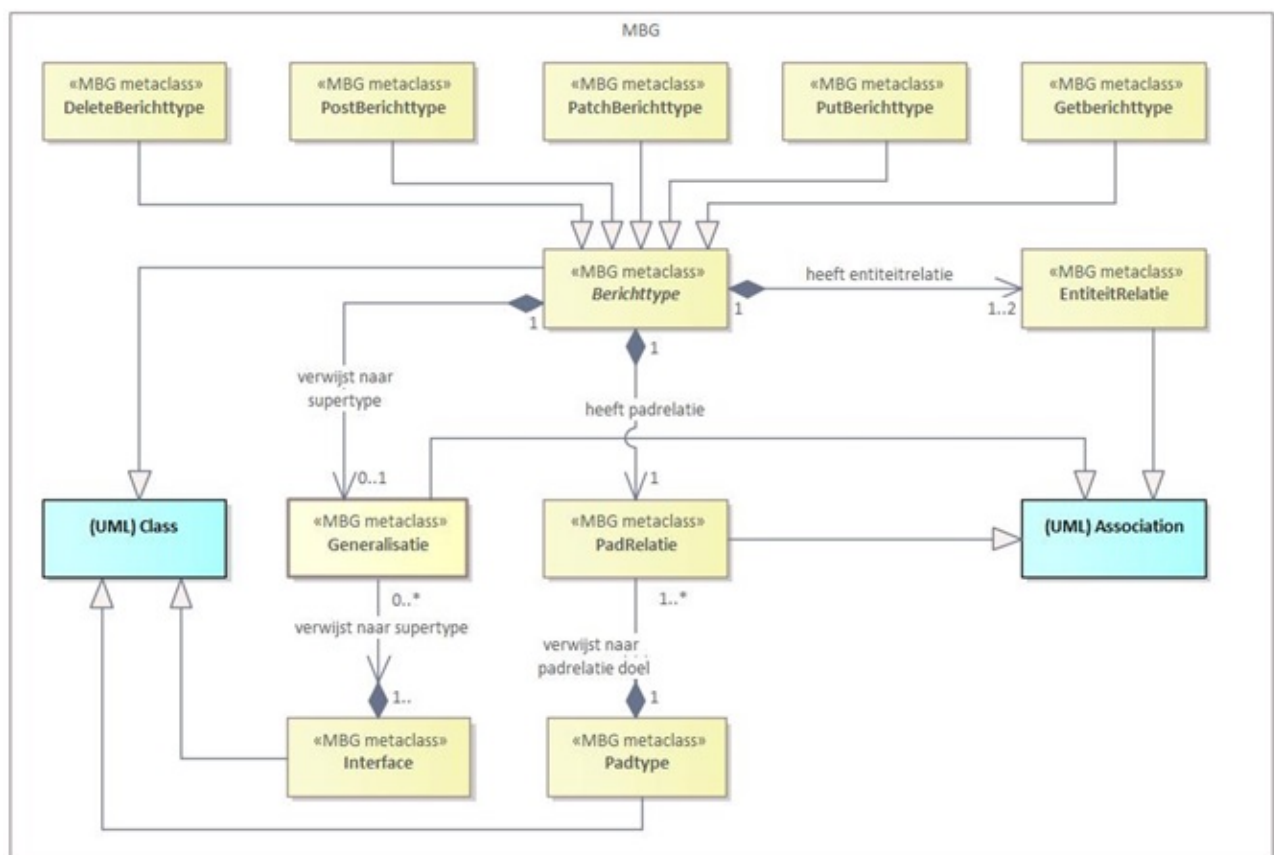 MBG
«MBG metaclass»
DeleteBerichttype
«MBG metaclass»
PostBerichttype
«MBG metaclass»
PatchBerichttype
«MBG metaclass»
PutBerichttype
«MBG metaclass»
Getberichttype
«MBG metaclass»
Berichttype
heeft entiteitrelatie
«MBG metaclass»
EntiteitRelatie
1
1
1..2
1
verwijst naar
supertype
heeft padrelatie
0..1
1
(UML) Class
«MBG metaclass»
Generalisatie
«MBG metaclass»
PadRelatie
(UML) Association
0..*
1..*
verwijst naar supertype
verwijst naar
padrelatie doel
1..
1
«MBG metaclass»
Interface
«MBG metaclass»
Padtype